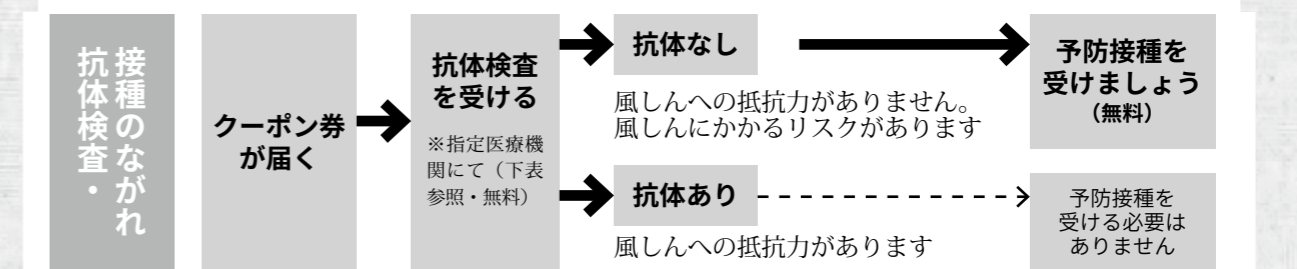 抗体検査・
接種のながれ
クーポン券
が届く
抗体検査
を受ける
※指定医療機
関にて（下表
参照・無料）
抗体なし
風しんへの抵抗力がありません。
風しんにかかるリスクがあります
予防接種を
受けましょう
（無料）
抗体あり
風しんへの抵抗力があります
予防接種を
受ける必要は
ありません